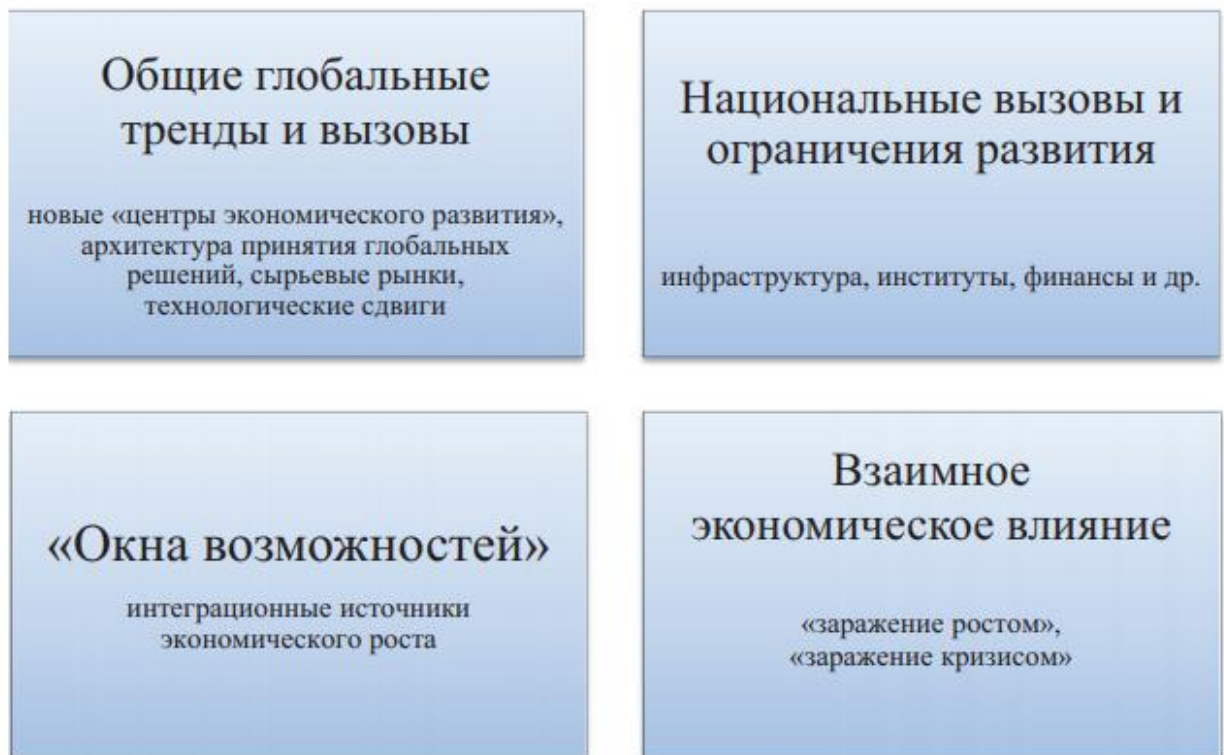 Общие глобальные
тренды и вызовы
новые «центры экономического развития»,
архитектура принятия глобальных
решений, сырьевые рынки,
технологические сдвиги
Национальные вызовы и
ограничения развития
инфраструктура, институты, финансы и др.
«Окна возможностей»
интеграционные источники
экономического роста
Взаимное
экономическое влияние
«заражение ростом»,
«заражение кризисом»